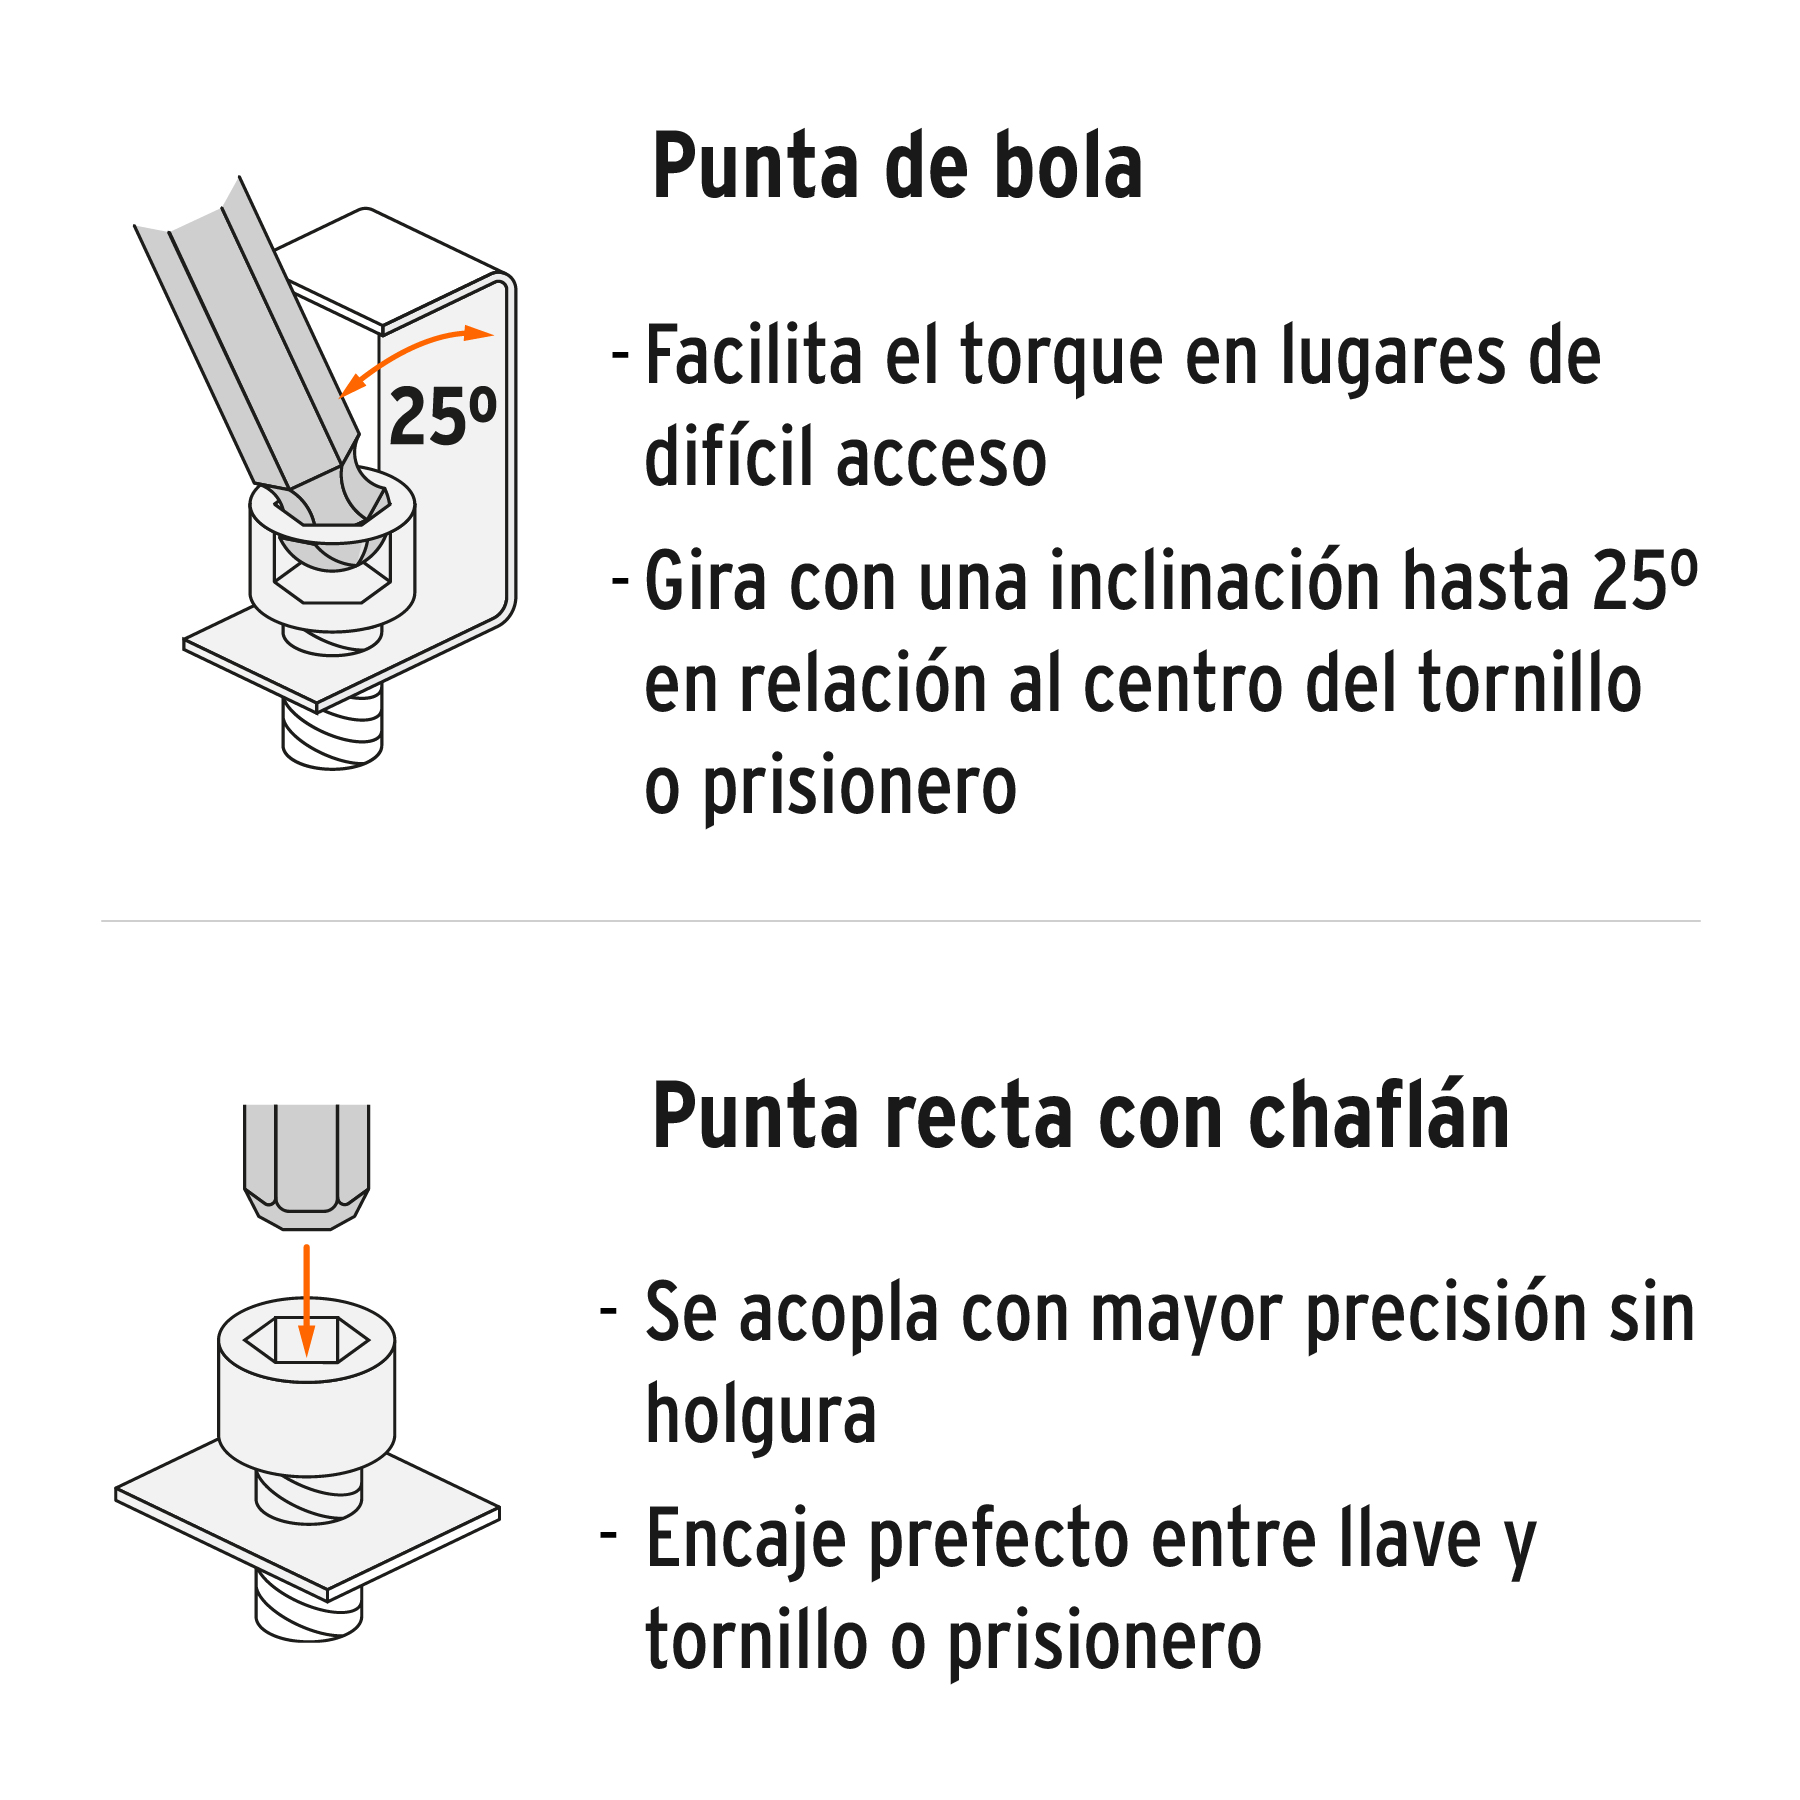 Punta de bola
25º
- Facilita el torque en lugares de
difícil acceso
- Gira con una inclinación hasta 25º
en relación al centro del tornillo
o prisionero
Punta recta con chaflán
- Se acopla con mayor precisión sin
holgura
- Encaje prefecto entre llave y
tornillo o prisionero